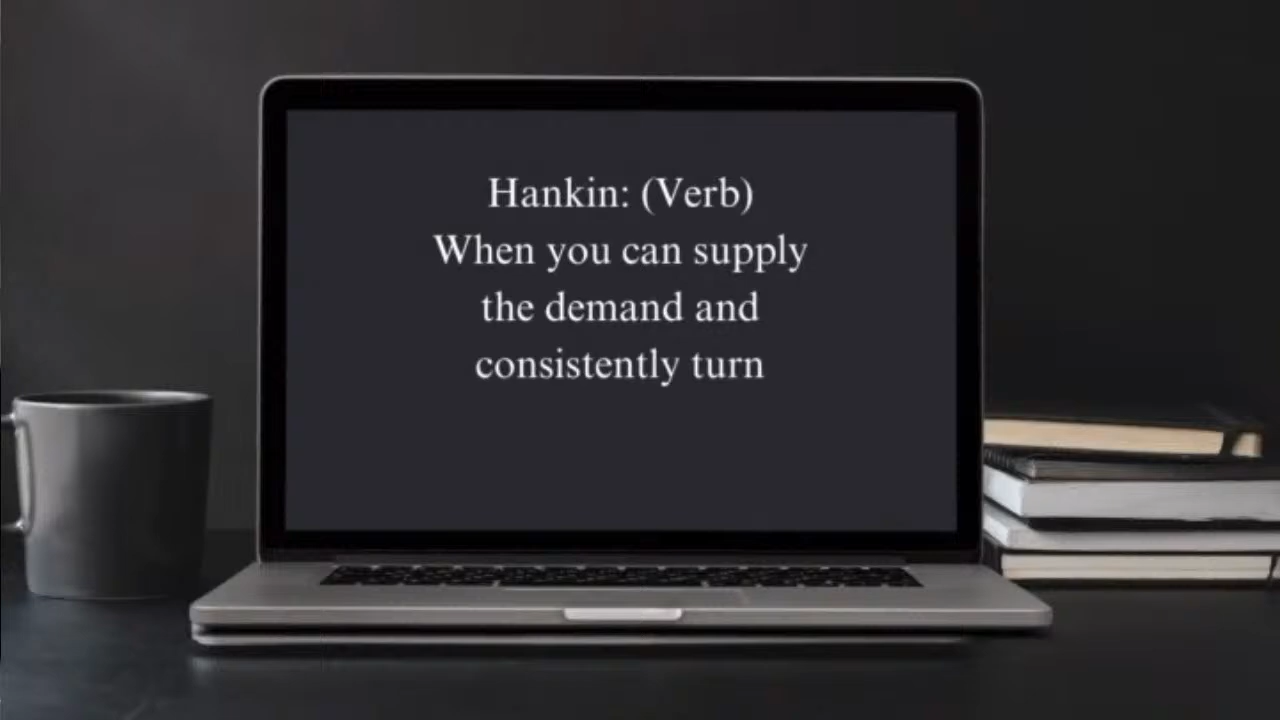 Hankin: (Verb)
When you can supply
the demand and
consistently turn